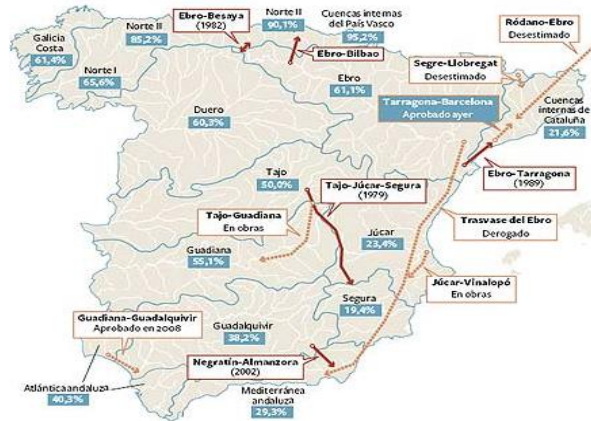 Galicia
Costa
61,4%
Norte II
85,2%
Ebro-Besaya
(1982)
Norte II
90,1%
Cuencas internas
del País Vasco
95,2%
Ródano-Ebro
Desestimado
Norte I
65,6%
Ebro-Bilbao
Segre-Llobregat
Desestimado
Ebro
61,1%
Duero
60,3%
Tarragona-Barcelona
Aprobado ayer
Cuencas
internas de
Cataluña
21,6%
Tajo
50,0%
Tajo-Júcar-Segura
(1979)
Ebro-Tarragona
(1989)
Tajo-Guadiana
En obras
Trasvase del Ebro
Derogado
Júcar
23,4%
Guadiana
55,1%
Júcar-Vinalopó
En obras
Segura
19,4%
Guadiana-Guadalquivir
Aprobado en 2008
Guadalquivir
38,2%
Negratín-Almanzora
(2002)
Atlántica andaluza
40,3%
Mediterránea
andaluza
29,3%